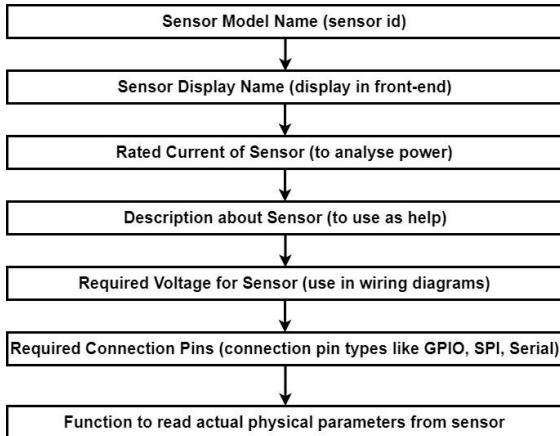 Sensor Model Name (sensor id)
Sensor Display Name (display in front-end)
Rated Current of Sensor (to analyse power)
Description about Sensor (to use as help)
Required Voltage for Sensor (use in wiring diagrams)
Required Connection Pins (connection pin types like GPIO, SPI, Serial)
Function to read actual physical parameters from sensor